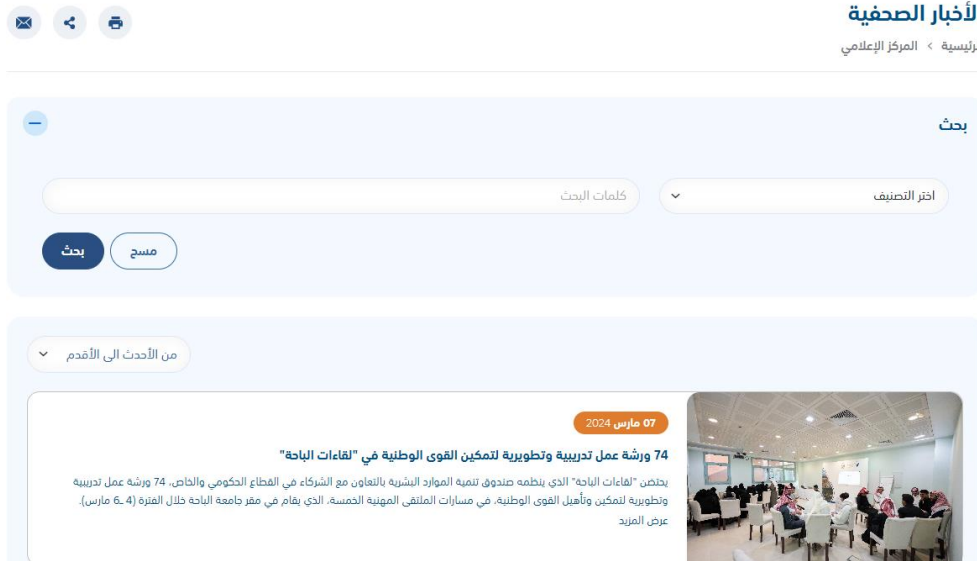 لأخبار الصحفية
رئيسية > المركز الإعلامي
بحث
اختر التصنيف
كلمات البحث
مسح
بحث
من الأحدث الى الأقدم
07 مارس 2024
74 ورشة عمل تدريبية وتطويرية لتمكين القوى الوطنية في "لقاءات الباحة"
يحتضن "لقاءات الباحة" الذي ينظمه صندوق تنمية الموارد البشرية بالتعاون مع الشركاء في القطاع الحكومي والخاص، 74 ورشة عمل تدريبية
وتطويرية لتمكين وتأهيل القوى الوطنية، في مسارات الملتقى المهنية الخمسة، الذي يقام في مقر جامعة الباحة خلال الفترة (4 ـ6 مارس).
عرض المزيد